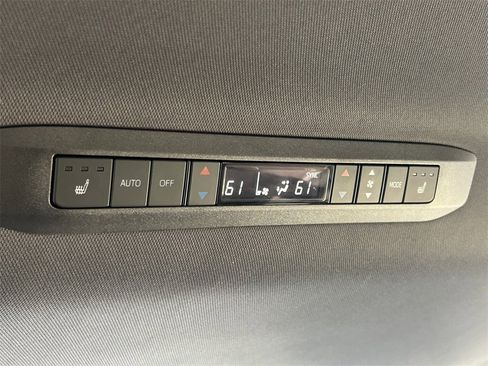 AUTO OFF 61 61 SYNC MODE